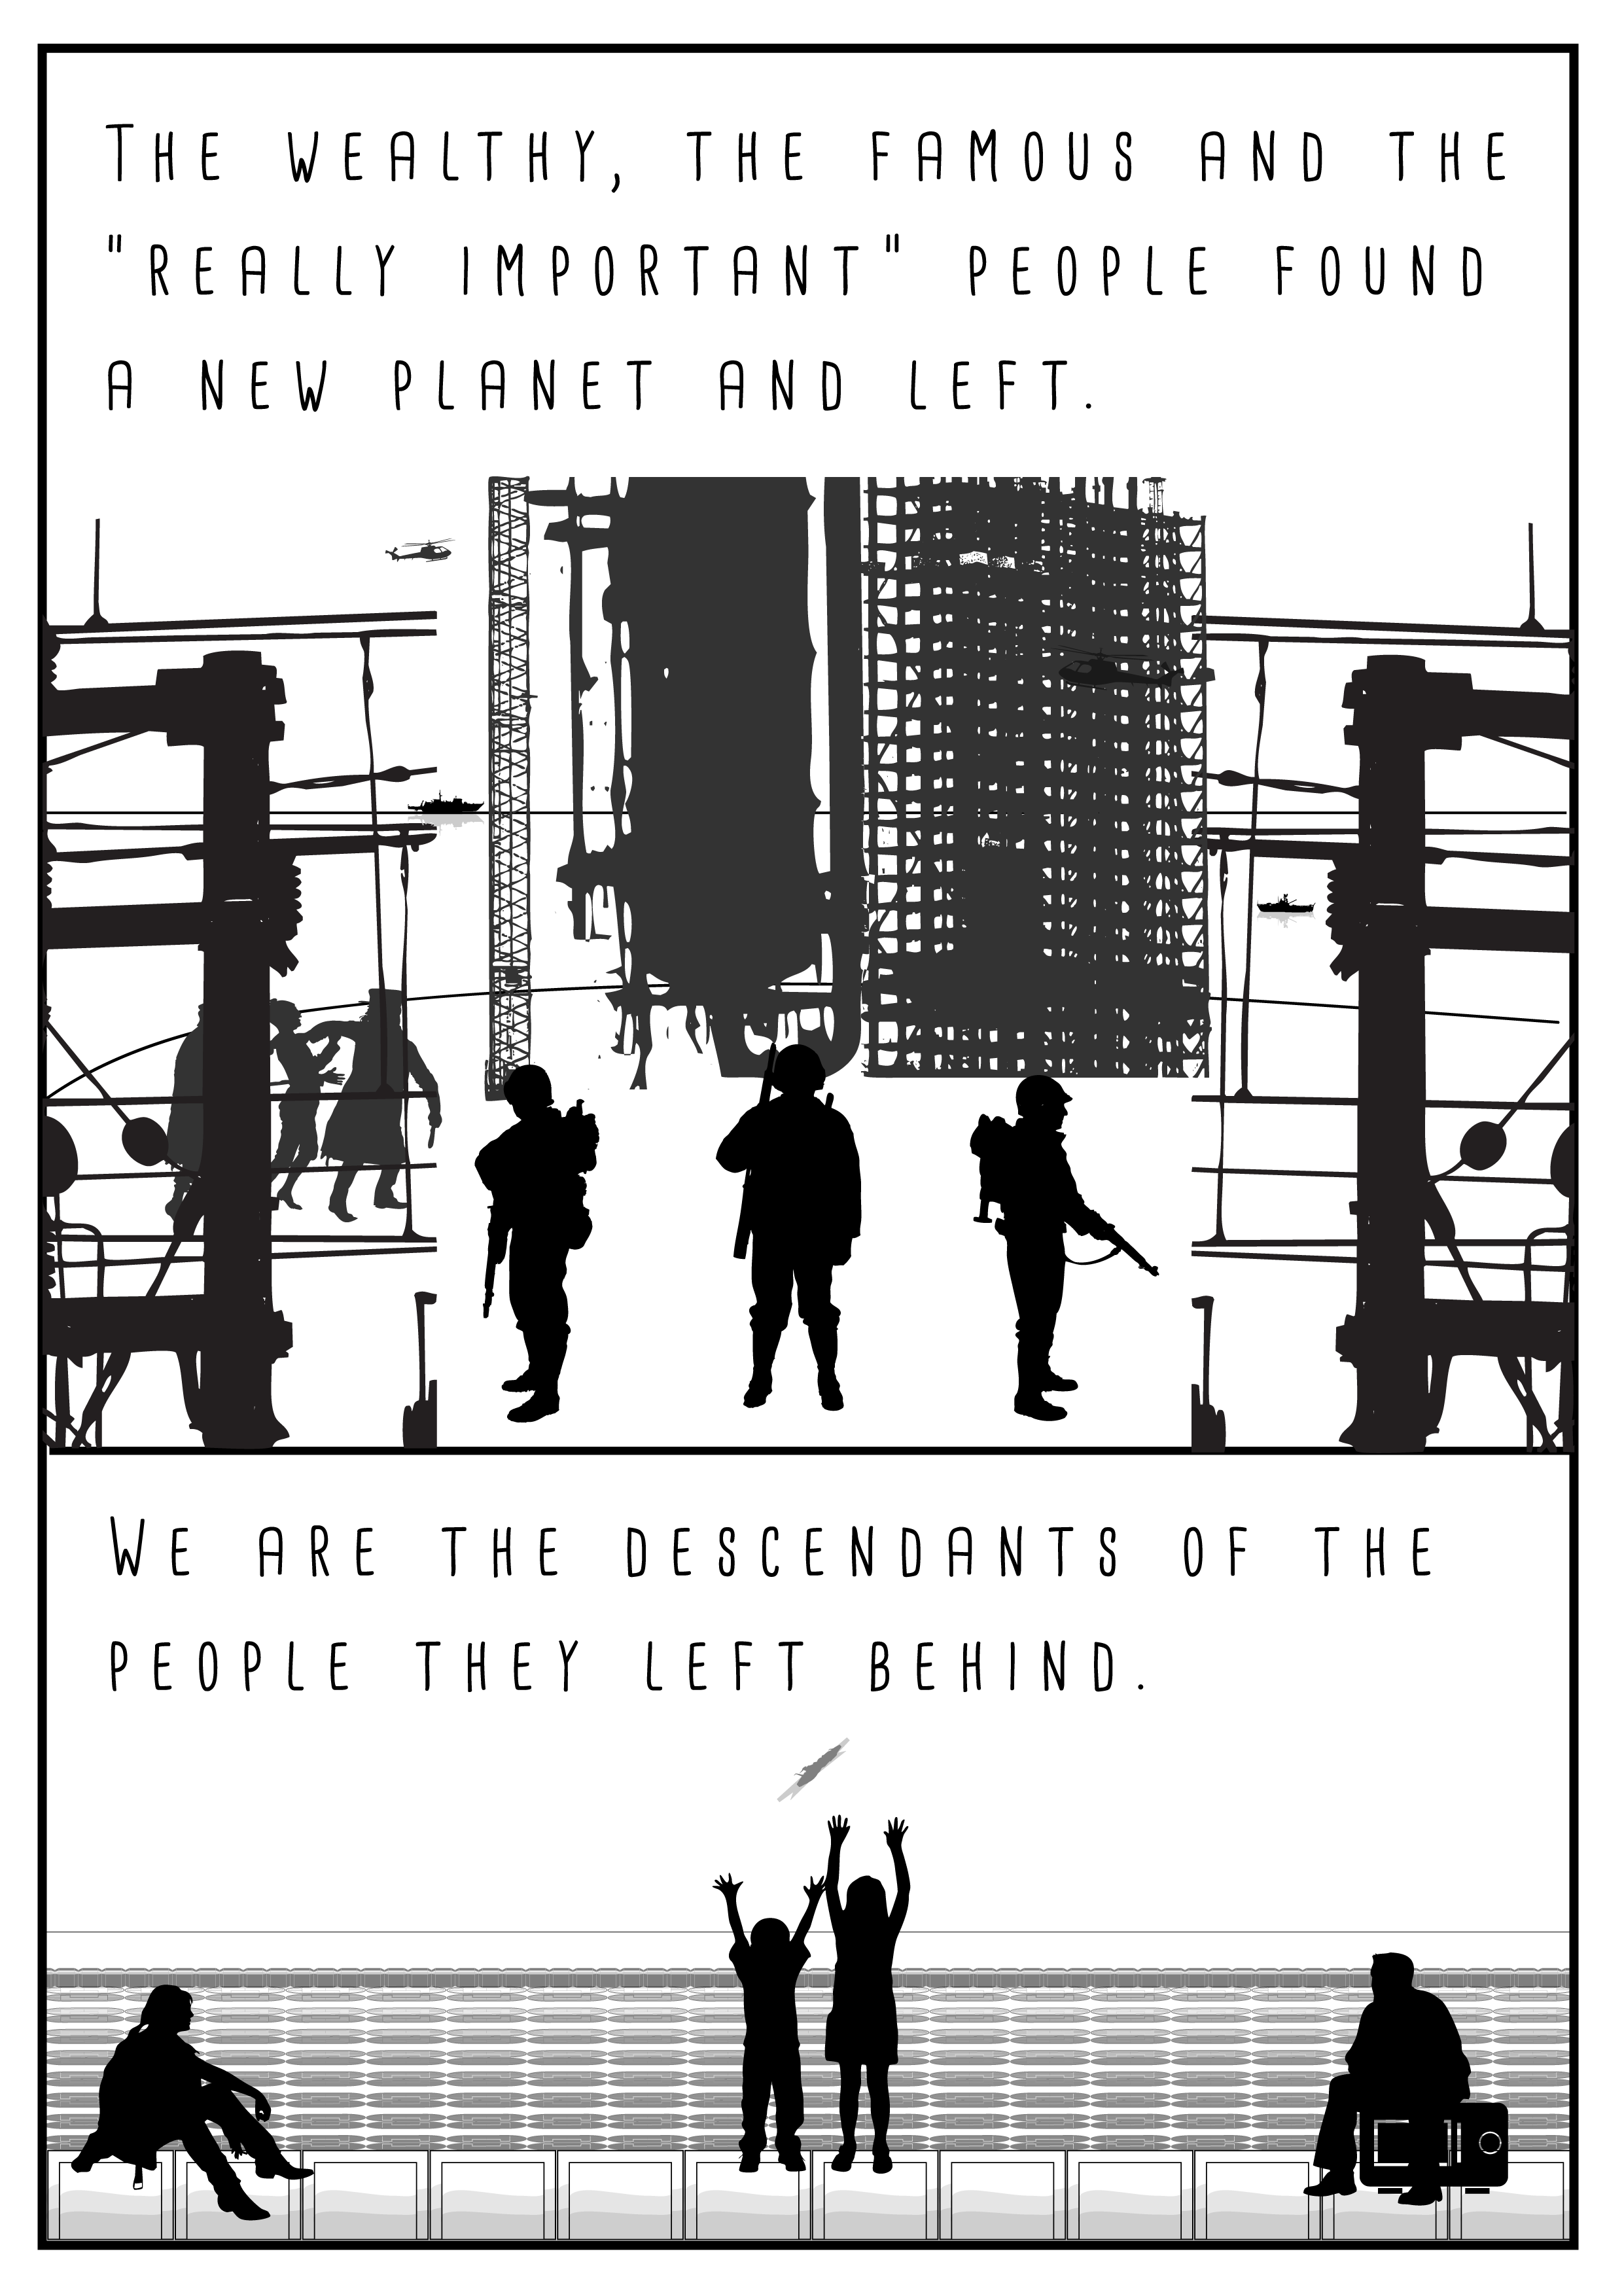 The wealthy, the famous and the
"really important" people found
a new planet and left.
We are the descendants of the
people they left behind.